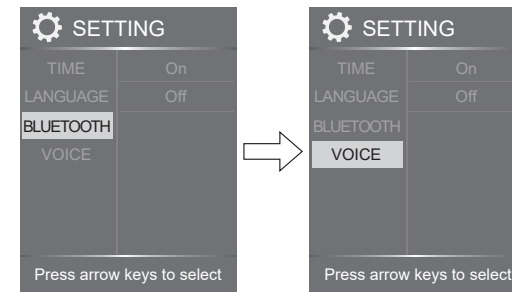 SETTING
TIME On
LANGUAGE Off
BLUETOOTH
VOICE
Press arrow keys to select
SETTING
TIME On
LANGUAGE Off
BLUETOOTH
VOICE
Press arrow keys to select